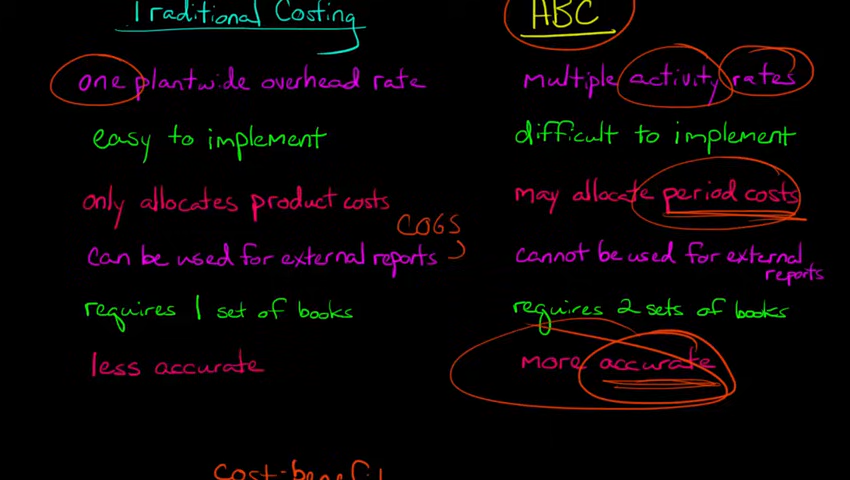 Traditional Costing
ABC
one plantwide overhead rate
multiple activity rates
easy to implement
difficult to implement
only allocates product costs
may allocate period costs
COGS
can be used for external reports
cannot be used for external
reports
requires 1 set of books
requires 2 sets of books
less accurate
more accurate